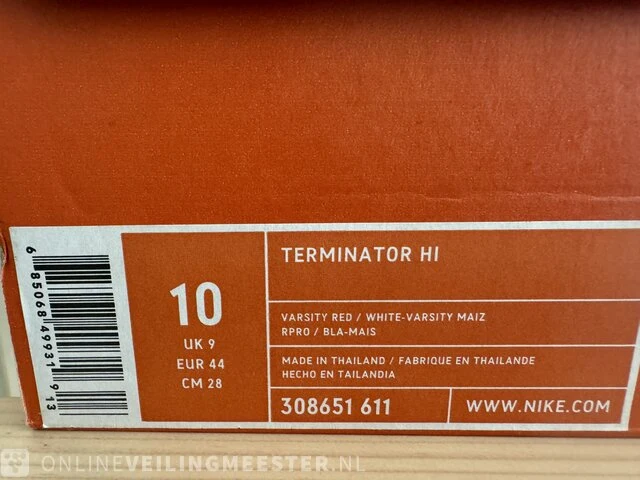 TERMINATOR HI
10
UK 9
EUR 44
CM 28
VARSITY RED / WHITE-VARSITY MAIZ
RPRO / BLA-MAIS
MADE IN THAILAND / FABRIQUE EN THAILANDE
HECHO EN TAILANDIA
308651 611
WWW.NIKE.COM
6 85068 49931 9 13
ONLINEVEILINGMEESTER.NL